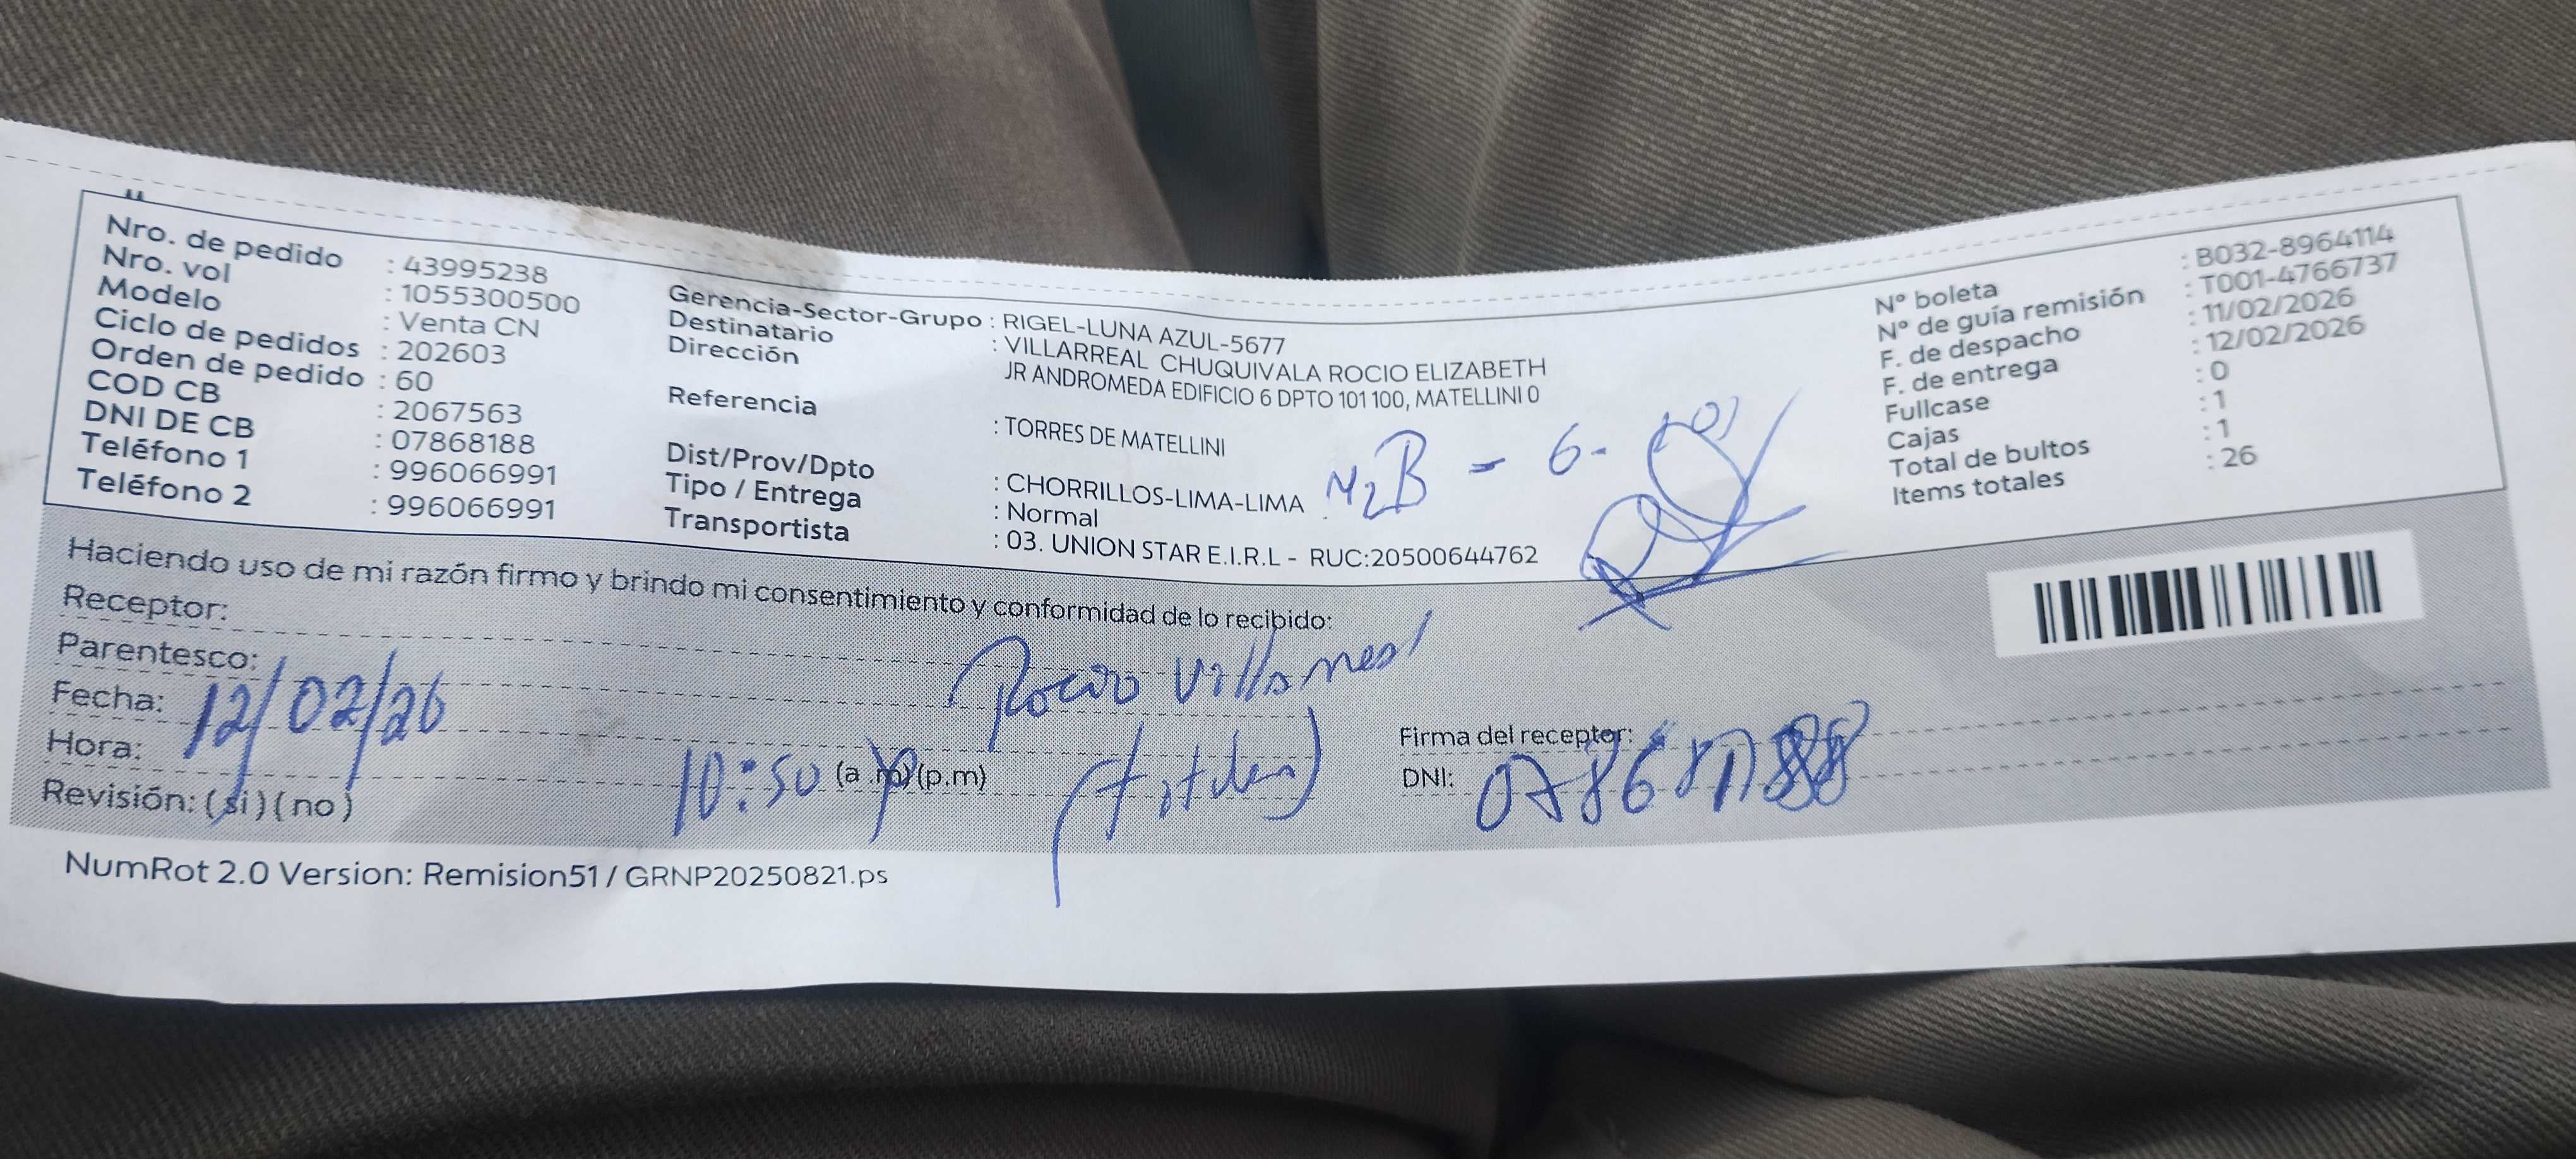 Nro. de pedido : 43995238
Nro. vol : 1055300500
Modelo : Venta CN
Ciclo de pedidos : 202603
Orden de pedido : 60
COD CB : 2067563
DNI DE CB : 07868188
Teléfono 1 : 996066991
Teléfono 2 : 996066991
Gerencia-Sector-Grupo : RIGEL-LUNA AZUL-5677
Destinatario : VILLARREAL CHUQUIVALA ROCIO ELIZABETH
Dirección JR ANDROMEDA EDIFICIO 6 DPTO 101 100, MATELLINI 0
Referencia : TORRES DE MATELLINI
Dist/Prov/Dpto : CHORRILLOS-LIMA-LIMA
Tipo / Entrega : Normal
Transportista : 03. UNION STAR E.I.R.L - RUC:20500644762
MzB - 6-101
N° boleta : B032-8964114
N° de guía remisión : T001-4766737
F. de despacho : 11/02/2026
F. de entrega : 12/02/2026
Fullcase : 0
Cajas : 1
Total de bultos : 1
Items totales : 26
Haciendo uso de mi razón firmo y brindo mi consentimiento y conformidad de lo recibido:
Receptor:
Parentesco: Rocio Villarreal
Fecha: 12/02/26
Hora: 10:50 (a .m) (p.m)
(titular)
Revisión: (si) (no)
Firma del receptor:
DNI: 078681
NumRot 2.0 Version: Remision51 / GRNP20250821.ps